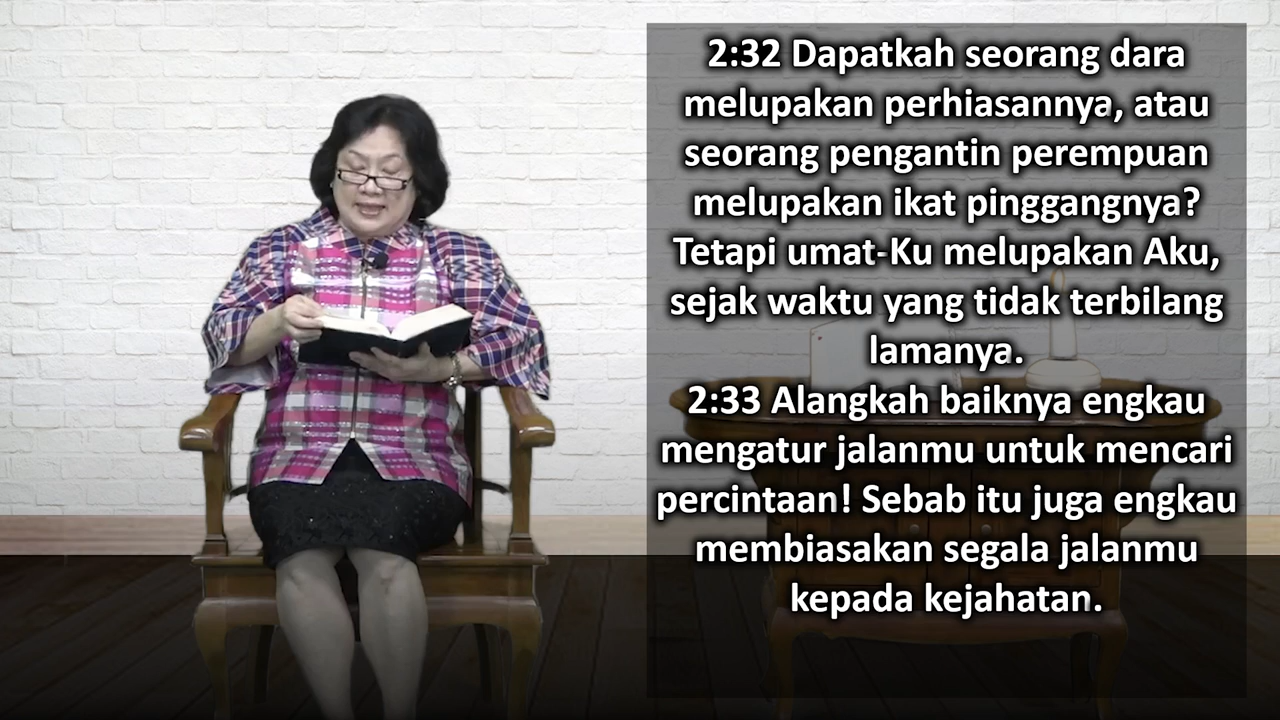 2:32 Dapatkah seorang dara
melupakan perhiasannya, atau
seorang pengantin perempuan
melupakan ikat pinggangnya?
Tetapi umat-Ku melupakan Aku,
sejak waktu yang tidak terbilang
lamanya.
2:33 Alangkah baiknya engkau
mengatur jalanmu untuk mencari
percintaan! Sebab itu juga engkau
membiasakan segala jalanmu
kepada kejahatan.